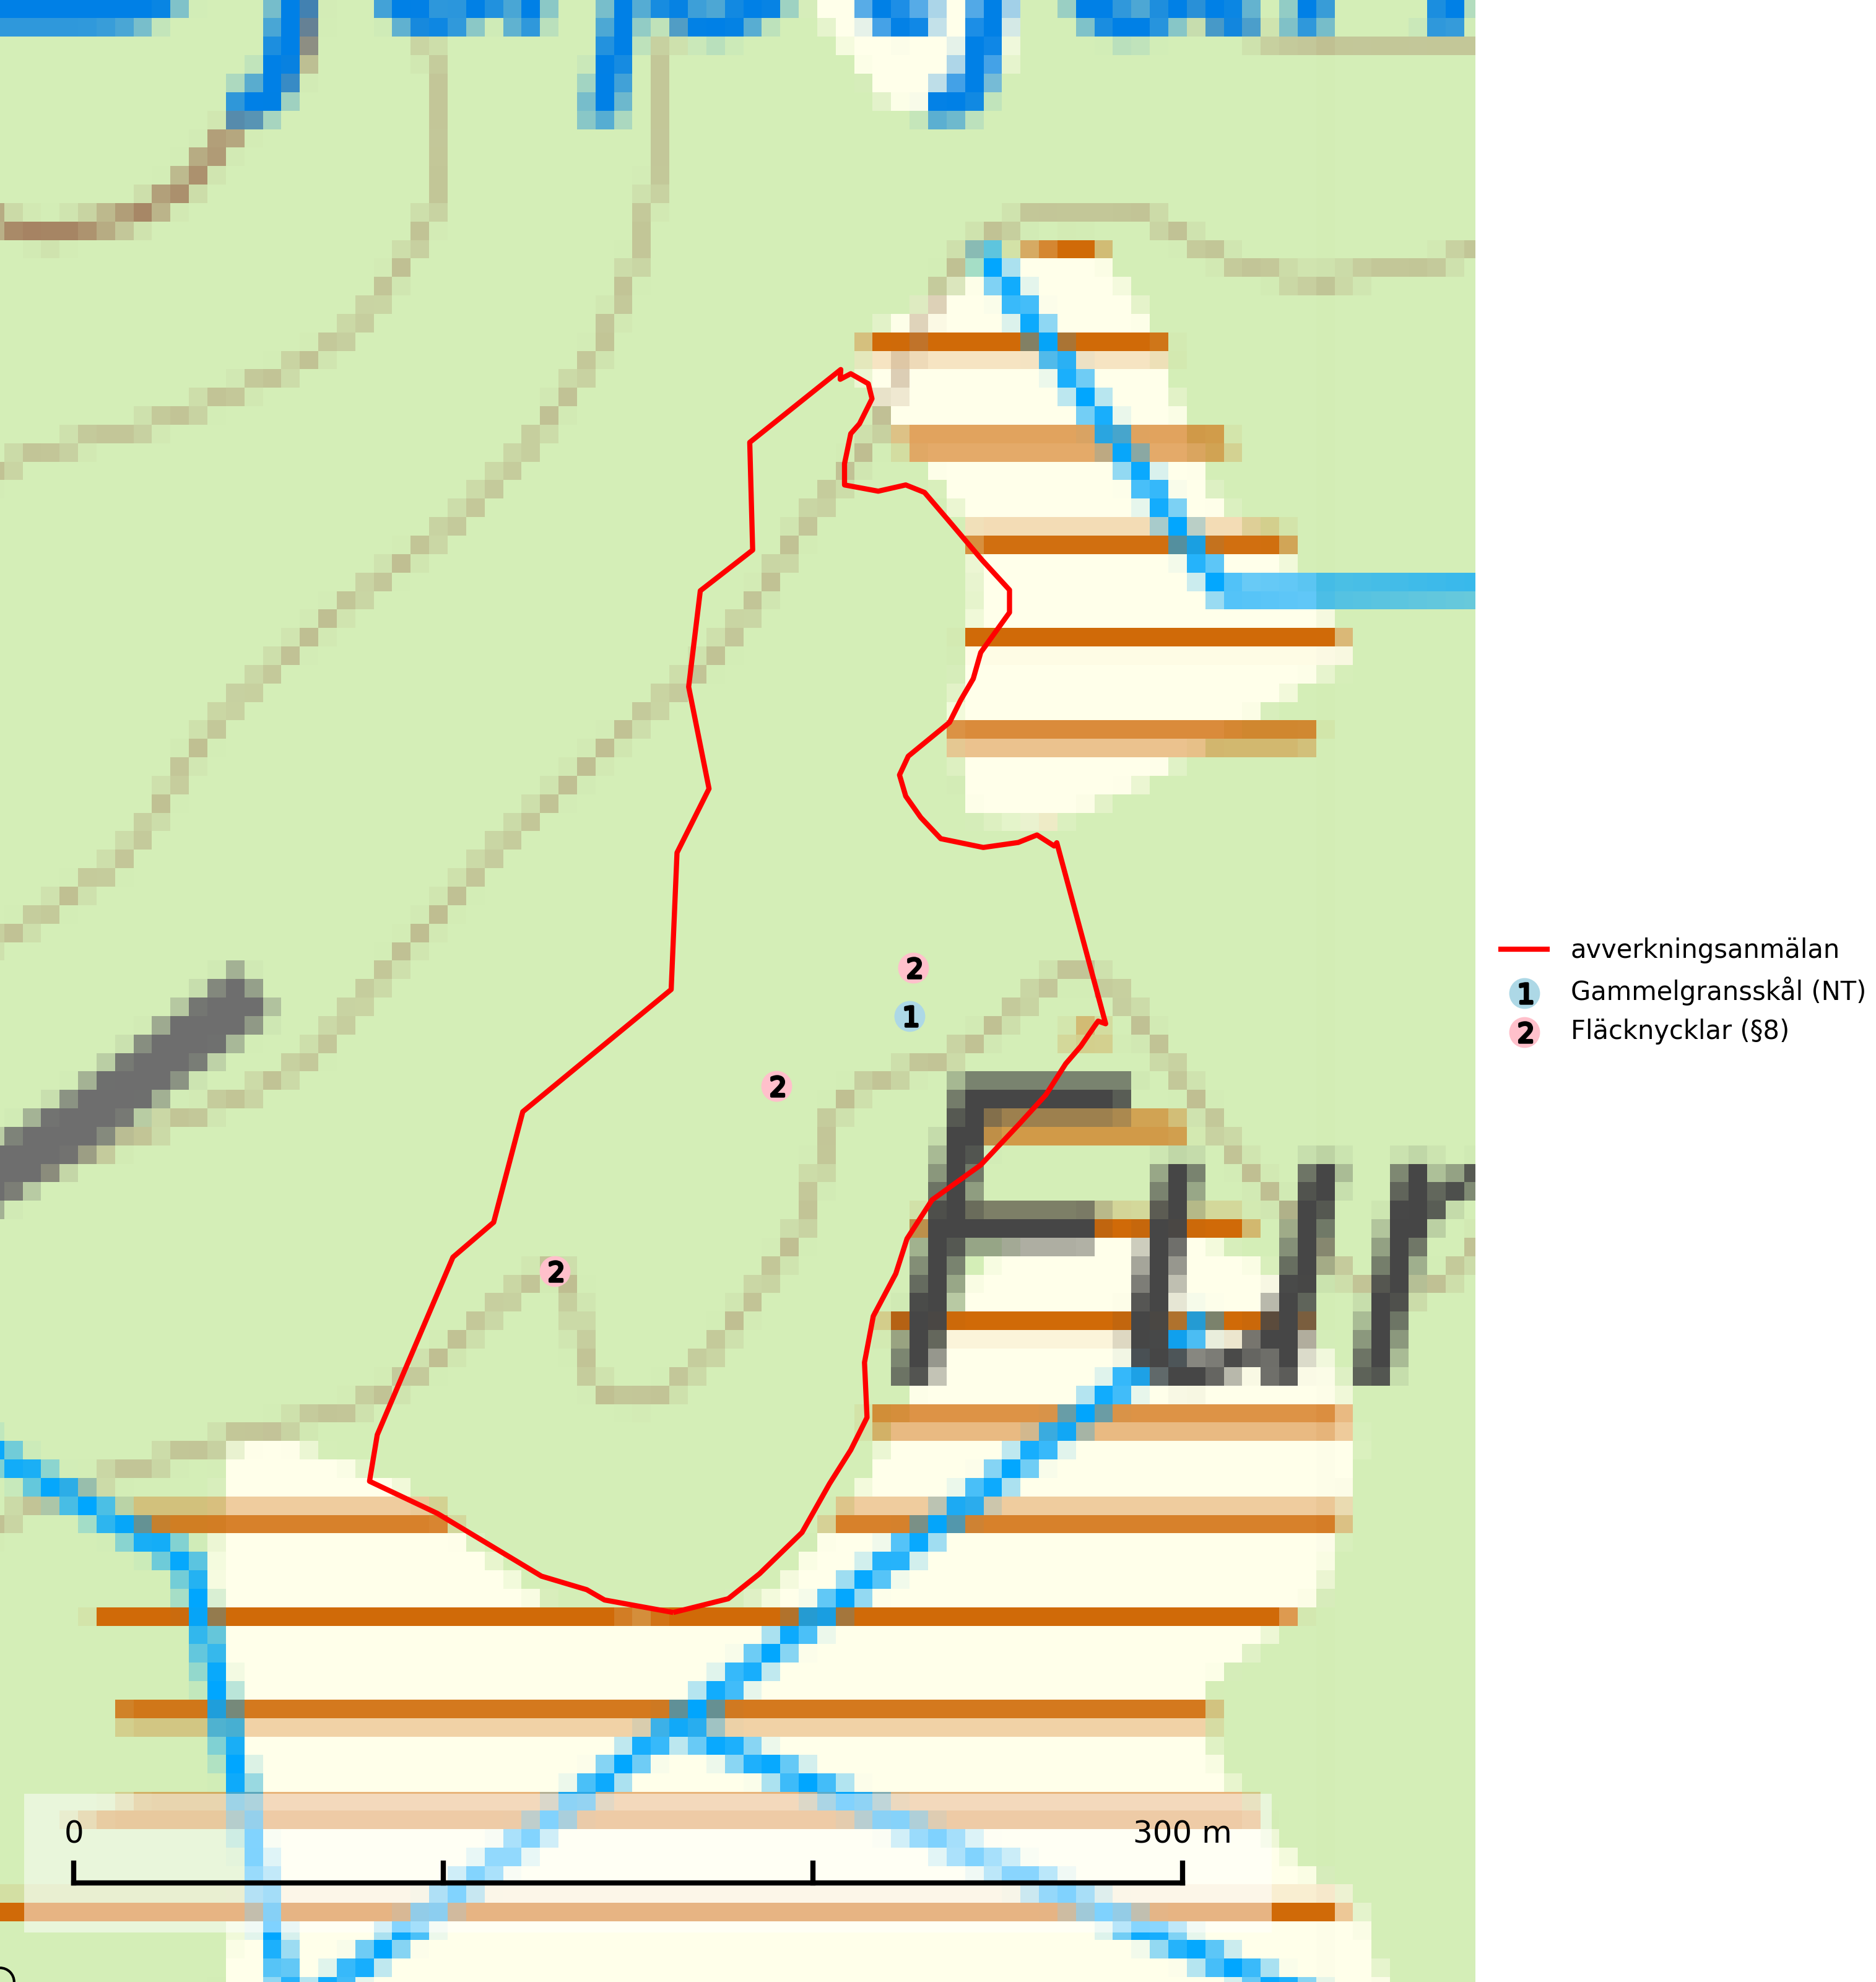 2
1
2
2
avverkningsanmälan
1 Gammelgransskål (NT)
2 Fläcknycklar (§8)
0 300 m